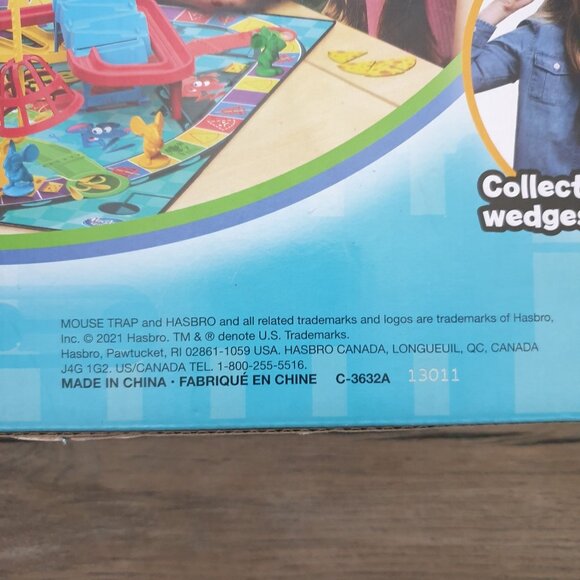 Collect
wedges
MOUSE TRAP and HASBRO and all related trademarks and logos are trademarks of Hasbro,
Inc. © 2021 Hasbro. TM & ® denote U.S. Trademarks.
Hasbro, Pawtucket, RI 02861-1059 USA. HASBRO CANADA, LONGUEUIL, QC, CANADA
J4G 1G2. US/CANADA TEL. 1-800-255-5516.
MADE IN CHINA • FABRIQUÉ EN CHINE C-3632A 13011